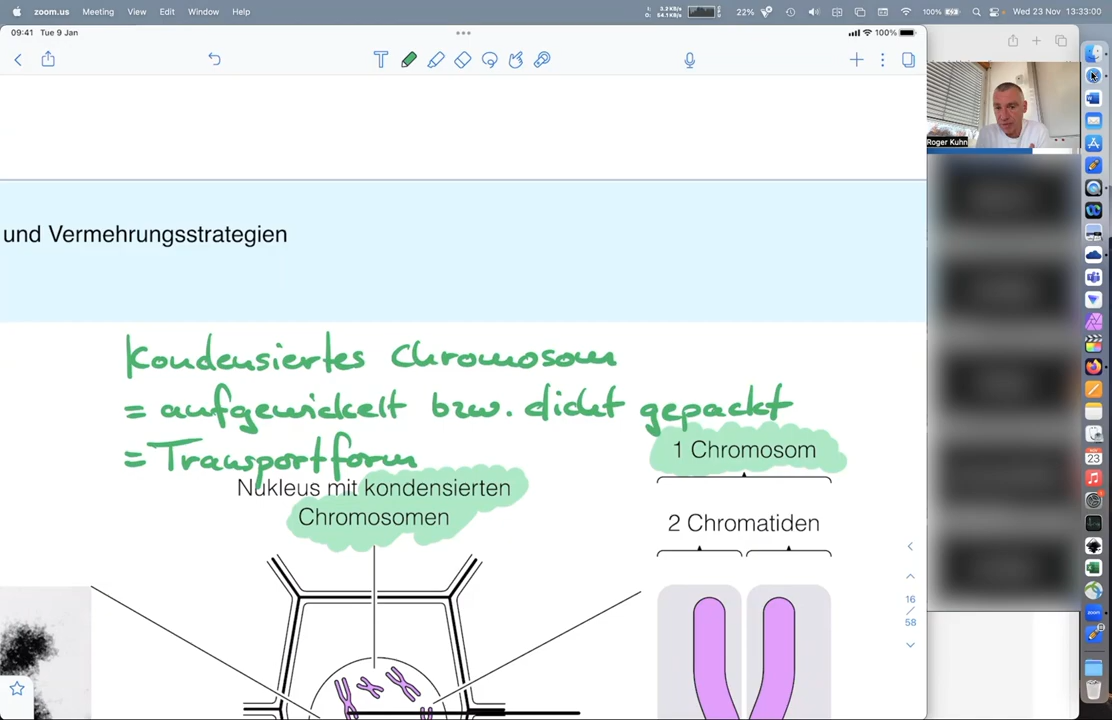 zoom.us Meeting View Edit Window Help
22%
100%
Wed 23 Nov 13:33:00
09:41 Tue 9 Jan
100%
Roger Kuhn
und Vermehrungsstrategien
Kondensiertes Chromosom
= aufgewickelt bzw. dicht gepackt
= Transportform
1 Chromosom
Nukleus mit kondensierten
Chromosomen
2 Chromatiden
16
/
58